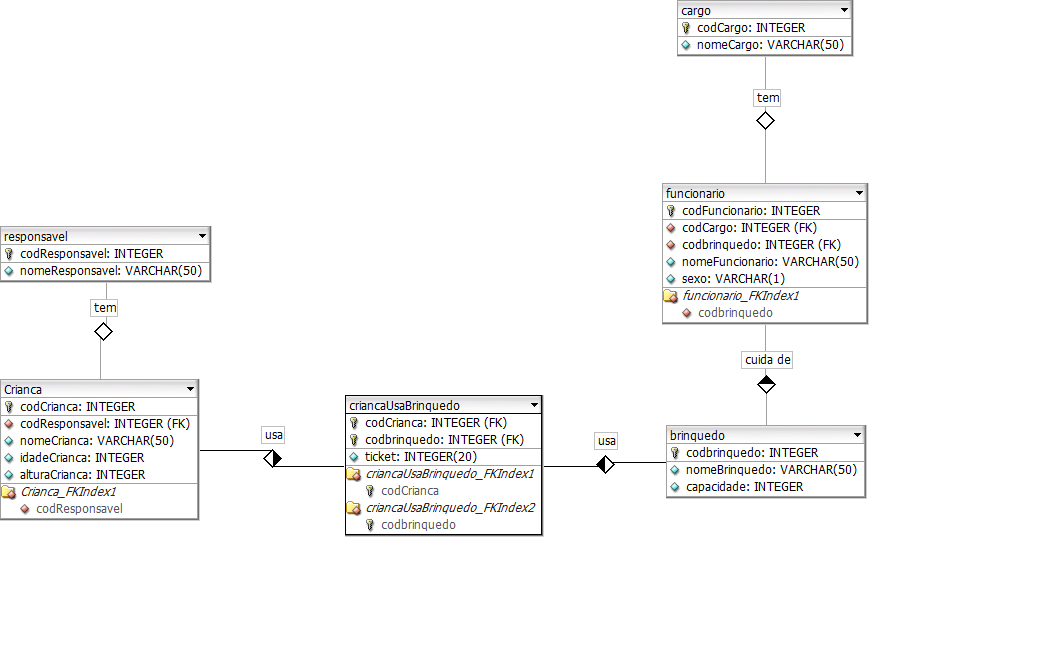 cargo
codCargo: INTEGER
nomeCargo: VARCHAR(50)
tem
funcionario
codFuncionario: INTEGER
codCargo: INTEGER (FK)
codbrinquedo: INTEGER (FK)
nomeFuncionario: VARCHAR(50)
sexo: VARCHAR(1)
funcionario_FKIndex1
codbrinquedo
responsavel
codResponsavel: INTEGER
nomeResponsavel: VARCHAR(50)
tem
cuida de
Crianca
codCrianca: INTEGER
codResponsavel: INTEGER (FK)
nomeCrianca: VARCHAR(50)
idadeCrianca: INTEGER
alturaCrianca: INTEGER
Crianca_FKIndex1
codResponsavel
usa
criancaUsaBrinquedo
codCrianca: INTEGER (FK)
codbrinquedo: INTEGER (FK)
ticket: INTEGER(20)
criancaUsaBrinquedo_FKIndex1
codCrianca
criancaUsaBrinquedo_FKIndex2
codbrinquedo
usa
brinquedo
codbrinquedo: INTEGER
nomeBrinquedo: VARCHAR(50)
capacidade: INTEGER